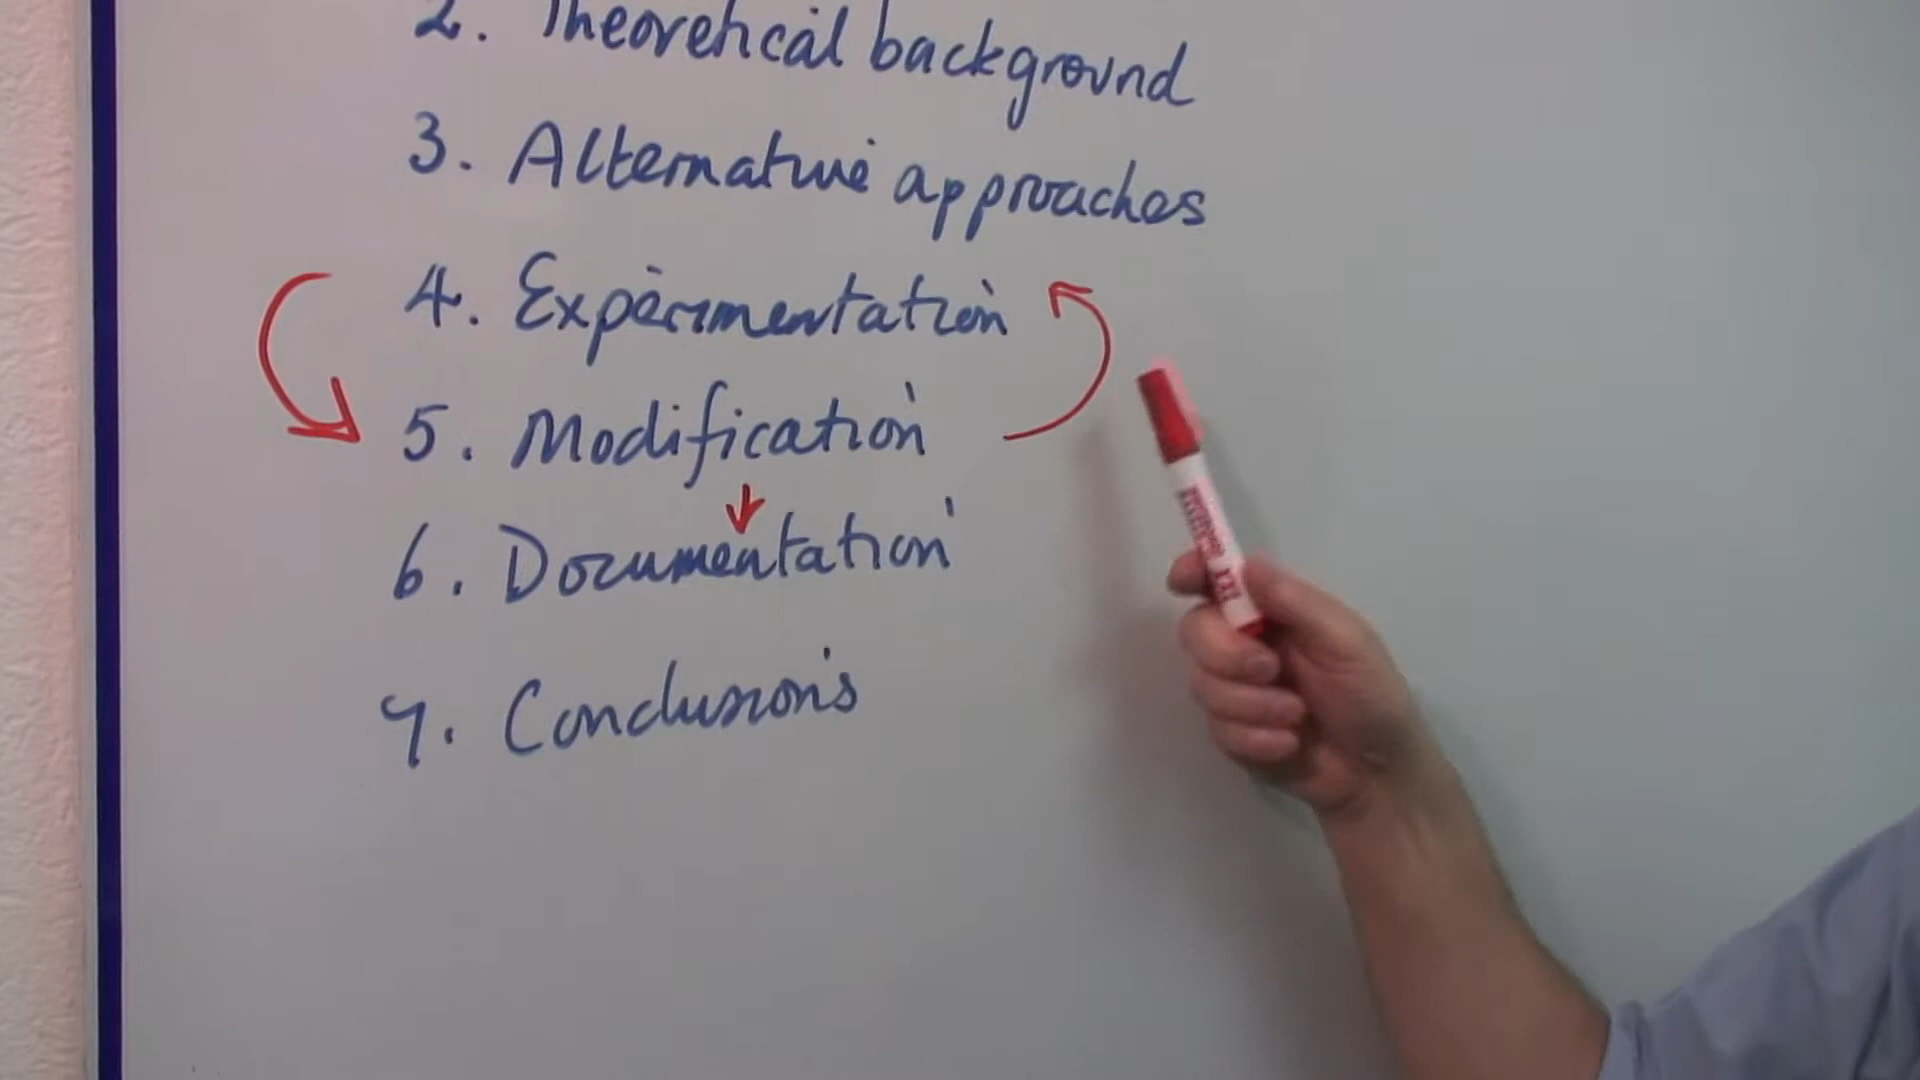 2. Theoretical background
3. Alternative approaches
4. Experimentation
5. Modification
6. Documentation
7. Conclusions